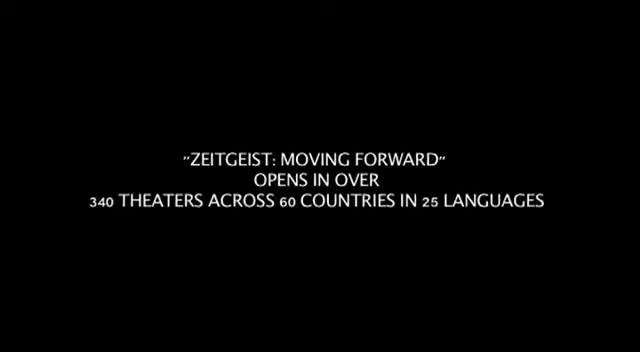 "ZEITGEIST: MOVING FORWARD"
OPENS IN OVER
340 THEATERS ACROSS 60 COUNTRIES IN 25 LANGUAGES